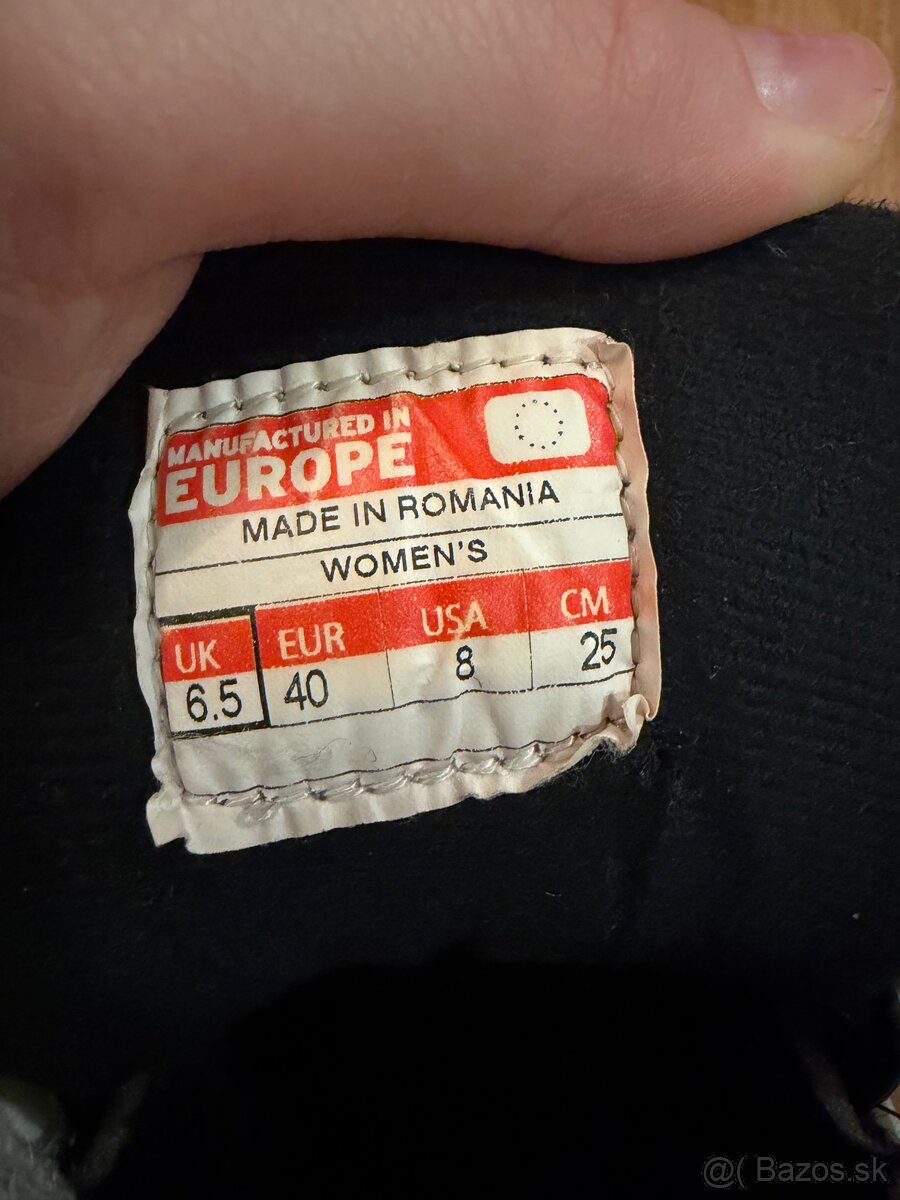 MANUFACTURED IN
EUROPE
MADE IN ROMANIA
WOMEN'S
UK EUR USA CM
6.5 40 8 25
@( Bazos.sk